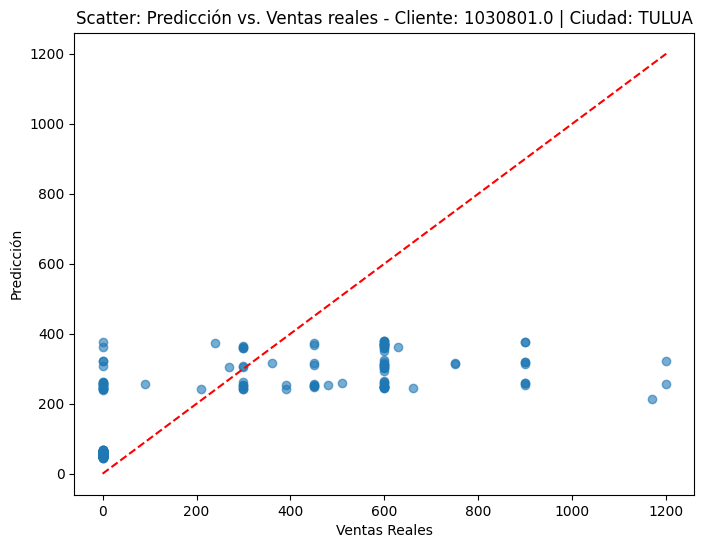 Scatter: Predicción vs. Ventas reales - Cliente: 1030801.0 | Ciudad: TULUA
1200
1000
800
600
400
200
0
Predicción
0 200 400 600 800 1000 1200
Ventas Reales